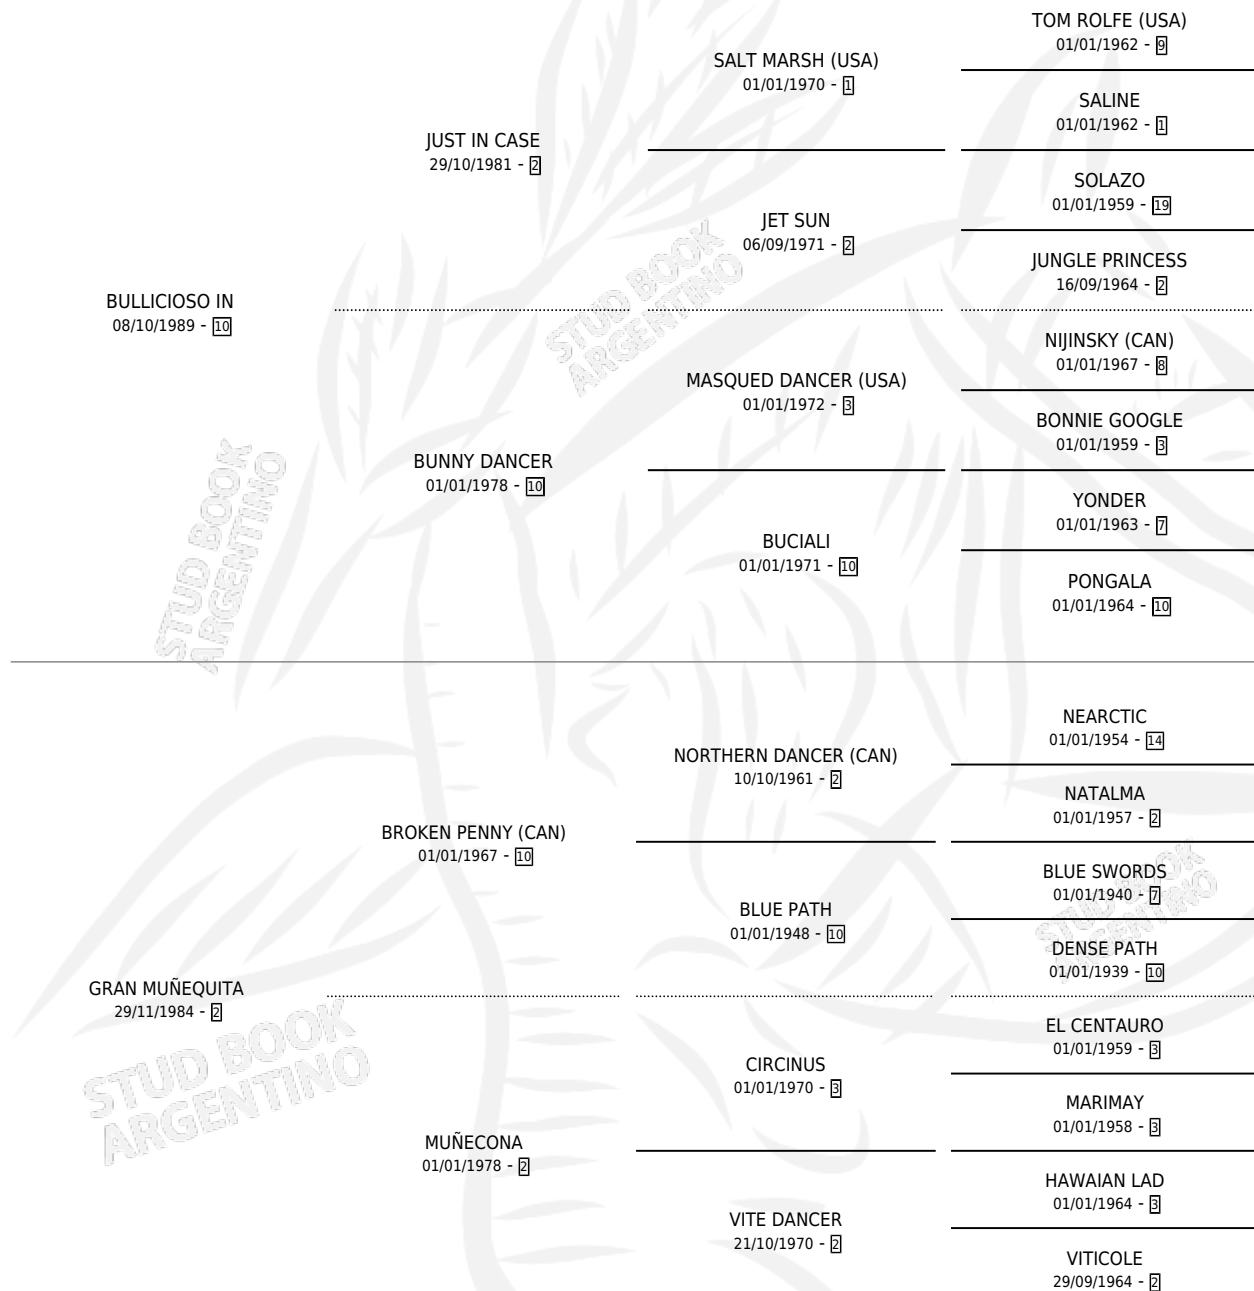 TOM ROLFE (USA)
01/01/1962 - 9
SALT MARSH (USA)
01/01/1970 - 1
SALINE
01/01/1962 - 1
JUST IN CASE
29/10/1981 - 2
SOLAZO
01/01/1959 - 19
JET SUN
06/09/1971 - 2
JUNGLE PRINCESS
16/09/1964 - 2
BULLICIOSO IN
08/10/1989 - 10
STUD BOOK
ARGENTINO
NIJINSKY (CAN)
01/01/1967 - 8
MASQUED DANCER (USA)
01/01/1972 - 3
BONNIE GOOGLE
01/01/1959 - 3
BUNNY DANCER
01/01/1978 - 10
YONDER
01/01/1963 - 7
BUCIALI
01/01/1971 - 10
PONGALA
01/01/1964 - 10
STUD BOOK
ARGENTINO
NEARCTIC
01/01/1954 - 14
NORTHERN DANCER (CAN)
10/10/1961 - 2
NATALMA
01/01/1957 - 2
BROKEN PENNY (CAN)
01/01/1967 - 10
BLUE SWORDS
01/01/1940 - 7
BLUE PATH
01/01/1948 - 10
DENSE PATH
01/01/1939 - 10
STUD BOOK
ARGENTINO
GRAN MUÑEQUITA
29/11/1984 - 2
EL CENTAURO
01/01/1959 - 3
CIRCINUS
01/01/1970 - 3
MARIMAY
01/01/1958 - 3
STUD BOOK
ARGENTINO
MUÑECONA
01/01/1978 - 2
HAWAIAN LAD
01/01/1964 - 3
VITE DANCER
21/10/1970 - 2
VITICOLE
29/09/1964 - 2